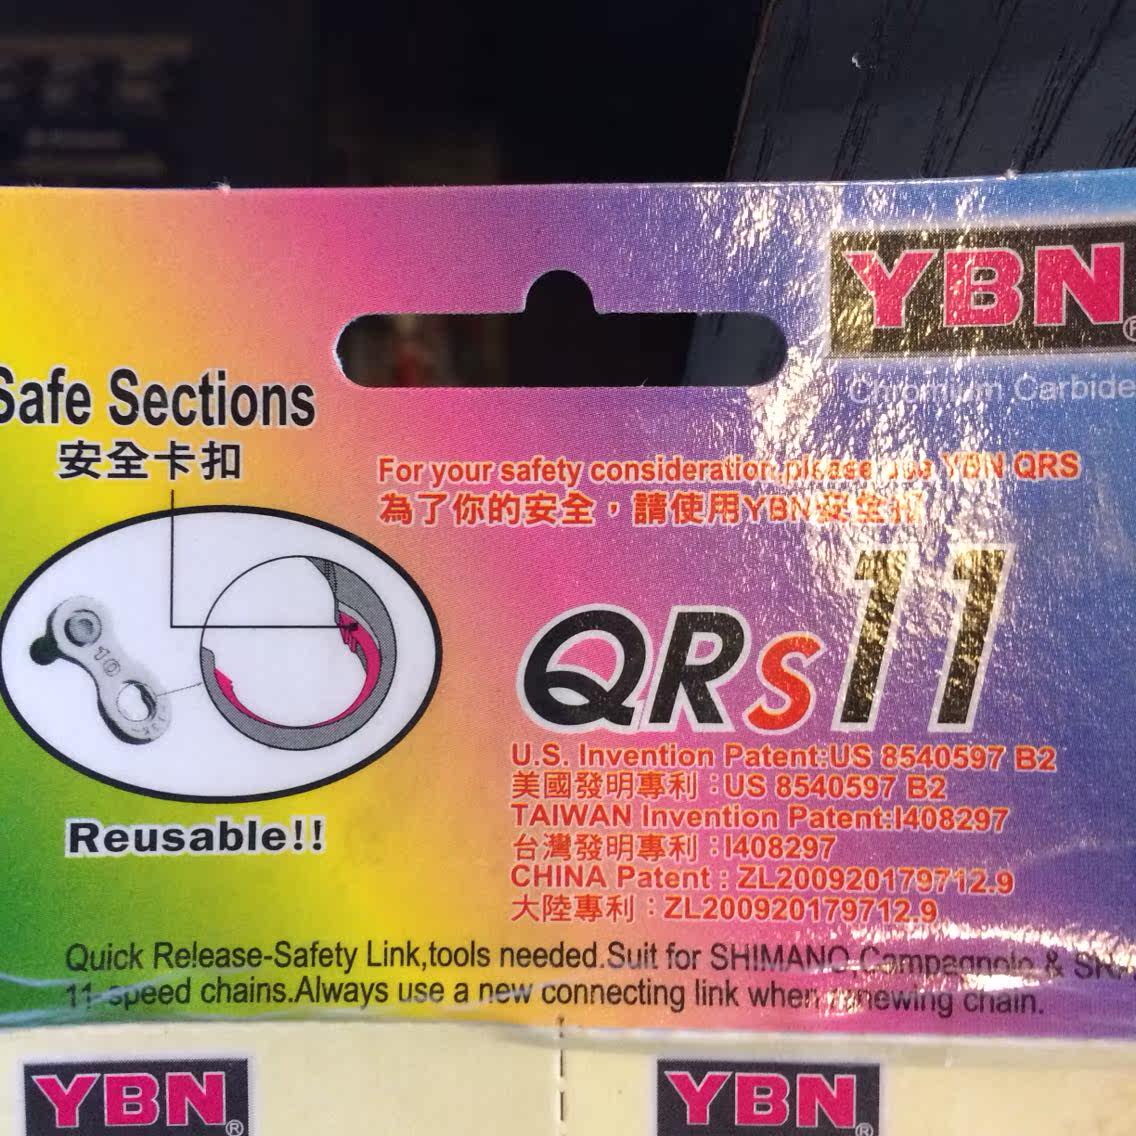 YBN®
Chromium Carbide
Safe Sections
安全卡扣
For your safety consideration,please use YBN QRS
為了你的安全，請使用YBN安全扣
10
QRS11
U.S. Invention Patent:US 8540597 B2
美國發明專利：US 8540597 B2
TAIWAN Invention Patent:I408297
台灣發明專利：I408297
CHINA Patent : ZL200920179712.9
大陸專利：ZL200920179712.9
Reusable!!
Quick Release-Safety Link,tools needed.Suit for SHIMANO Campagnolo &
11-speed chains.Always use a new connecting link when renewing chain.
YBN®
YBN®